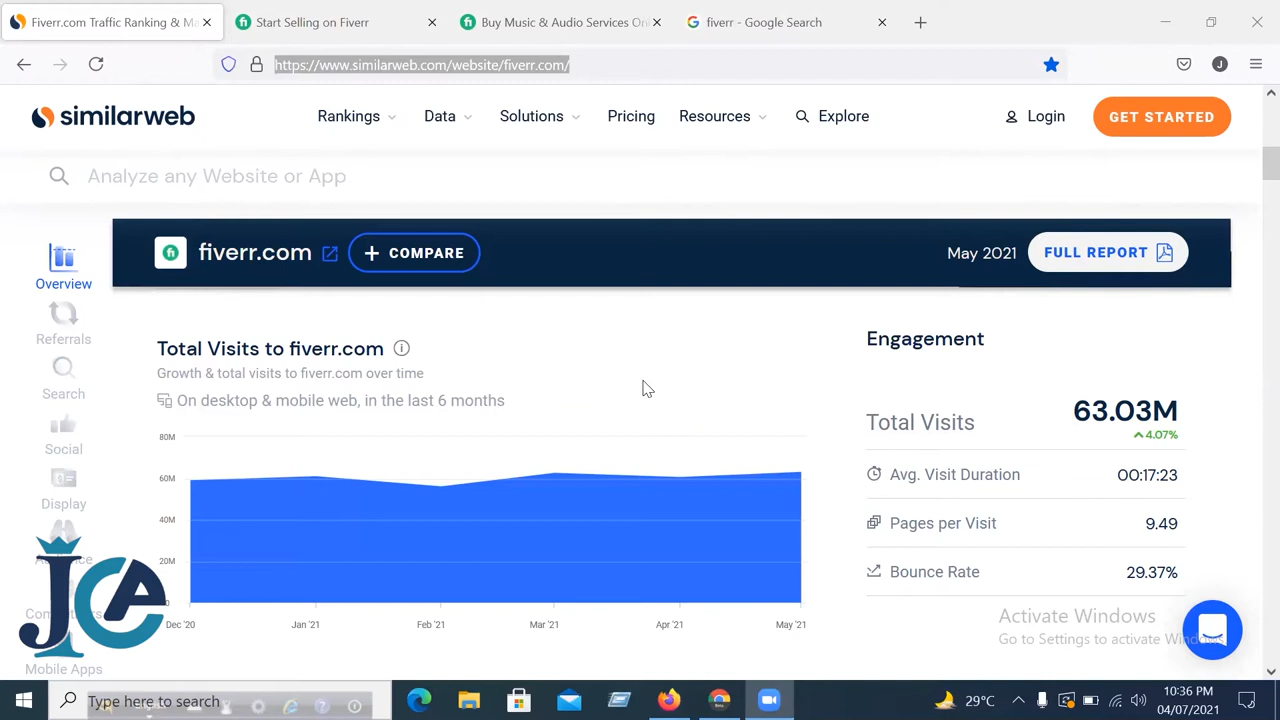 Fiverr.com Traffic Ranking & Ma
Start Selling on Fiverr
Buy Music & Audio Services On
fiverr - Google Search
https://www.similarweb.com/website/fiverr.com/
J
similarweb
Rankings
Data
Solutions
Pricing
Resources
Explore
Login
GET STARTED
Analyze any Website or App
fiverr.com
+ COMPARE
May 2021
FULL REPORT
Overview
Referrals
Search
Social
Display
Mobile Apps
Total Visits to fiverr.com
Growth & total visits to fiverr.com over time
On desktop & mobile web, in the last 6 months
80M
60M
40M
20M
0
Dec '20
Jan '21
Feb '21
Mar '21
Apr '21
May '21
Engagement
Total Visits
63.03M
4.07%
Avg. Visit Duration
00:17:23
Pages per Visit
9.49
Bounce Rate
29.37%
Activate Windows
Go to Settings to activate Windows.
JCA
Type here to search
29°C
10:36 PM
04/07/2021